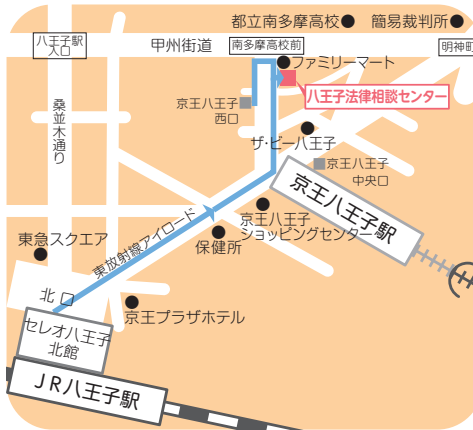 都立南多摩高校
簡易裁判所
八王子駅
入口
甲州街道
南多摩高校前
明神町
ファミリーマート
八王子法律相談センター
京王八王子
西口
桑並木通り
ザ・ビー八王子
京王八王子
中央口
京王八王子駅
京王八王子
ショッピングセンター
保健所
東放射線アイロード
東急スクエア
北口
京王プラザホテル
セレオ八王子
北館
JR八王子駅